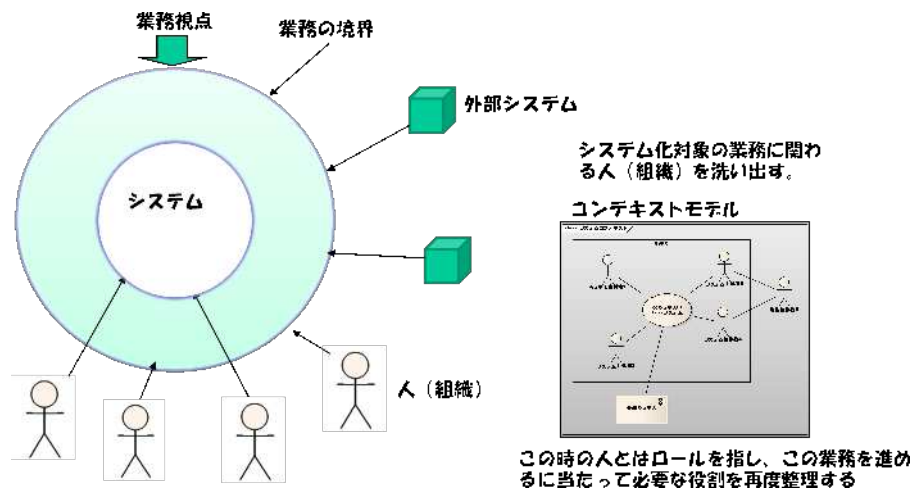 業務視点
業務の境界
外部システム
システム化対象の業務に関わ
る人（組織）を洗い出す。
システム
コンテキストモデル
人（組織）
この時の人とはロールを指し、この業務を進め
るに当たって必要な役割を再度整理する